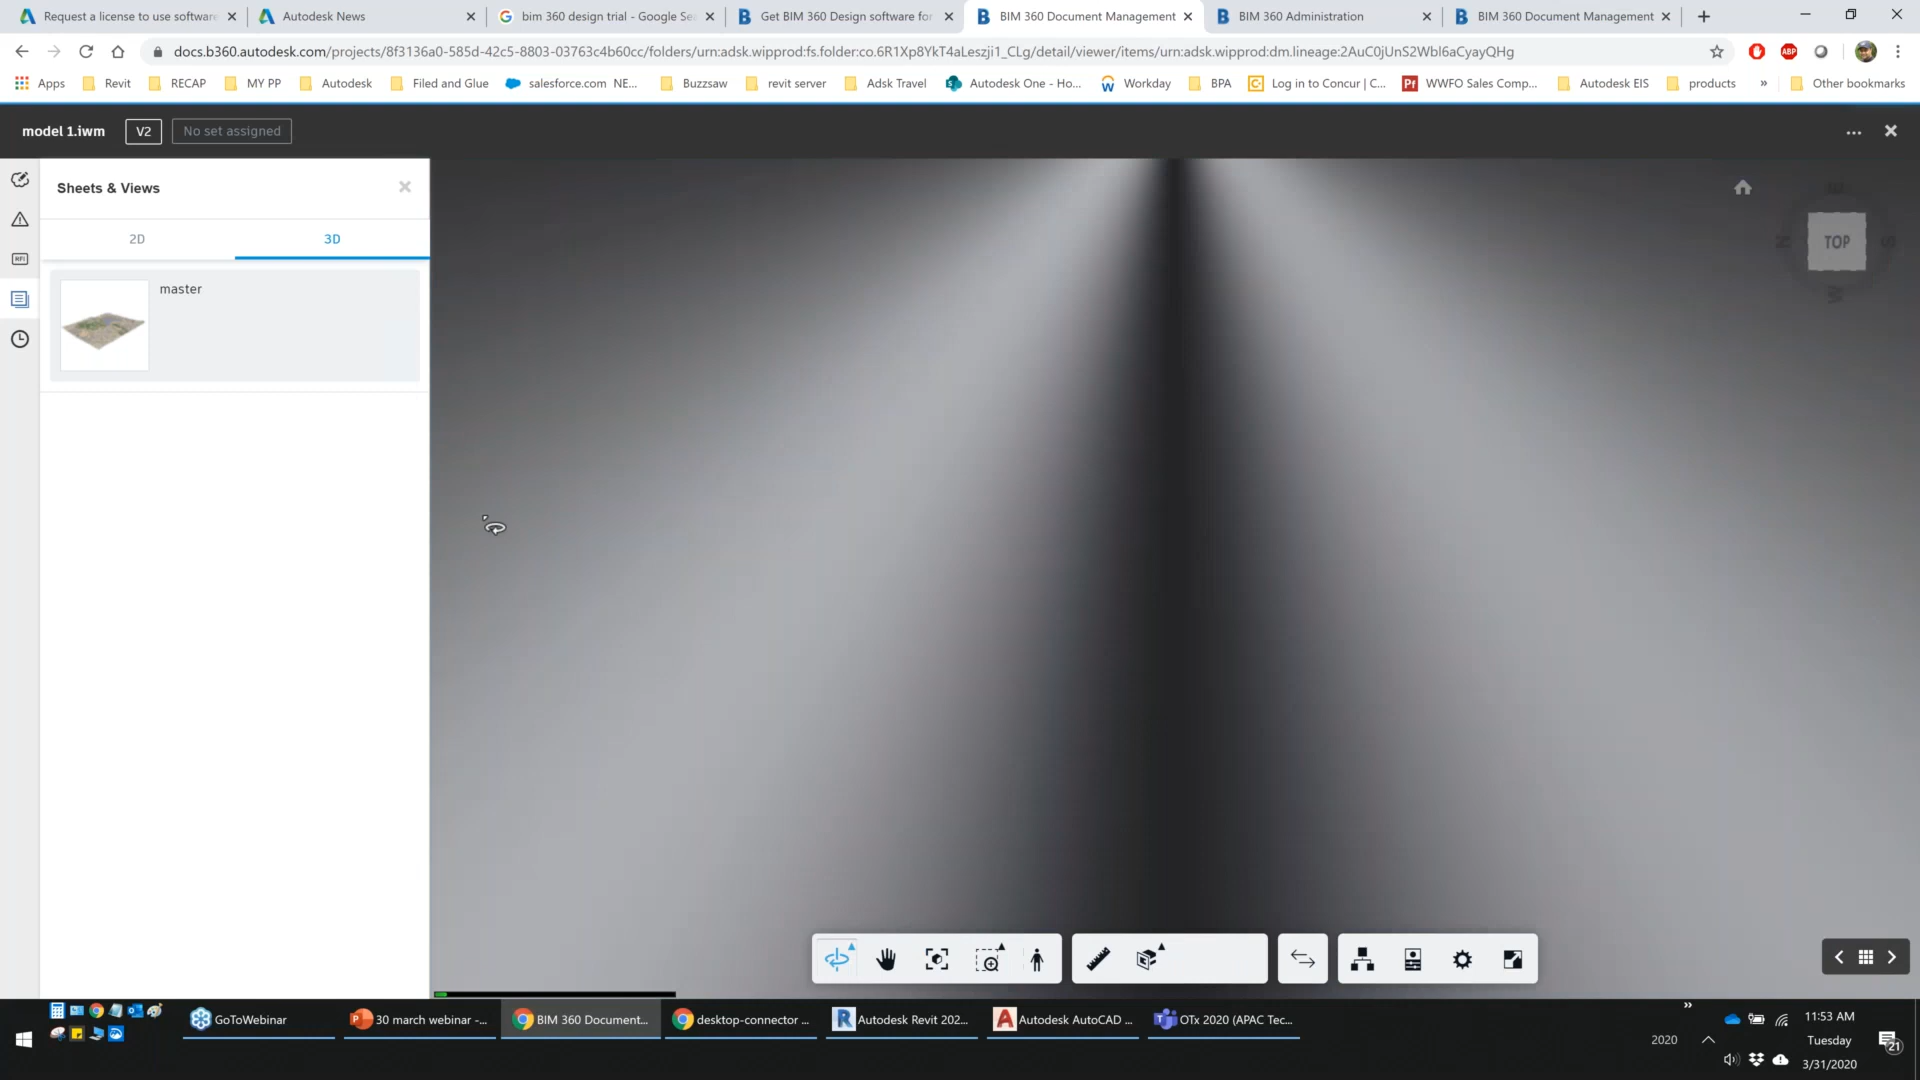 Request a license to use software
Autodesk News
bim 360 design trial - Google Se
Get BIM 360 Design software for
BIM 360 Document Management
BIM 360 Administration
BIM 360 Document Management
docs.b360.autodesk.com/projects/8f3136a0-585d-42c5-8803-03763c4b60cc/folders/urn:adsk.wipprod:fs.folder:co.6R1Xp8YkT4aLeszji1_CLg/detail/viewer/items/urn:adsk.wipprod:dm.lineage:2AuC0jUnS2Wbl6aCyayQHg
ABP
Apps
Revit
RECAP
MY PP
Autodesk
Filed and Glue
salesforce.com NE...
Buzzsaw
revit server
Adsk Travel
Autodesk One - Ho...
Workday
BPA
Log in to Concur | C...
WWFO Sales Comp...
Autodesk EIS
products
»
Other bookmarks
model 1.iwm
V2
No set assigned
Sheets & Views
2D
3D
master
RFI
E
N
TOP
S
W
GoToWebinar
30 march webinar -...
BIM 360 Document...
desktop-connector ...
Autodesk Revit 202...
Autodesk AutoCAD ...
OTx 2020 (APAC Tec...
»
2020
11:53 AM
Tuesday
3/31/2020
21